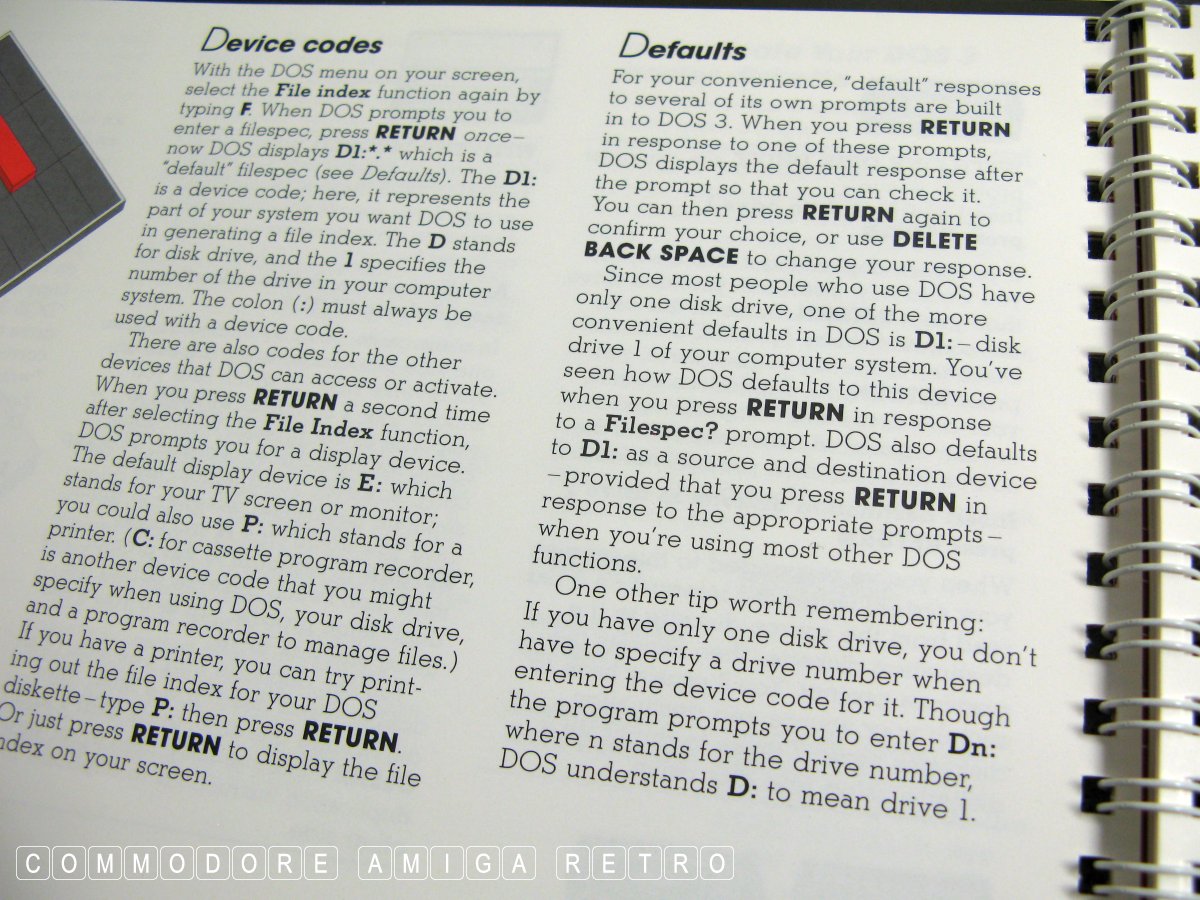 Device codes
With the DOS menu on your screen,
select the File index function again by
typing F. When DOS prompts you to
enter a filespec, press RETURN once–
now DOS displays D1:*.* which is a
"default" filespec (see Defaults). The D1:
is a device code; here, it represents the
part of your system you want DOS to use
in generating a file index. The D stands
for disk drive, and the 1 specifies the
number of the drive in your computer
system. The colon (:) must always be
used with a device code.
There are also codes for the other
devices that DOS can access or activate.
When you press RETURN a second time
after selecting the File Index function,
DOS prompts you for a display device.
The default display device is E: which
stands for your TV screen or monitor;
you could also use P: which stands for a
printer. (C: for cassette program recorder,
is another device code that you might
specify when using DOS, your disk drive,
and a program recorder to manage files.)
If you have a printer, you can try print-
ing out the file index for your DOS
diskette–type P: then press RETURN.
Or just press RETURN to display the file
index on your screen.
Defaults
For your convenience, "default" responses
to several of its own prompts are built
in to DOS 3. When you press RETURN
in response to one of these prompts,
DOS displays the default response after
the prompt so that you can check it.
You can then press RETURN again to
confirm your choice, or use DELETE
BACK SPACE to change your response.
Since most people who use DOS have
only one disk drive, one of the more
convenient defaults in DOS is D1:–disk
drive 1 of your computer system. You've
seen how DOS defaults to this device
when you press RETURN in response
to a Filespec? prompt. DOS also defaults
to D1: as a source and destination device
–provided that you press RETURN in
response to the appropriate prompts–
when you're using most other DOS
functions.
One other tip worth remembering:
If you have only one disk drive, you don't
have to specify a drive number when
entering the device code for it. Though
the program prompts you to enter Dn:
where n stands for the drive number,
DOS understands D: to mean drive 1.
COMMODORE AMIGA RETRO